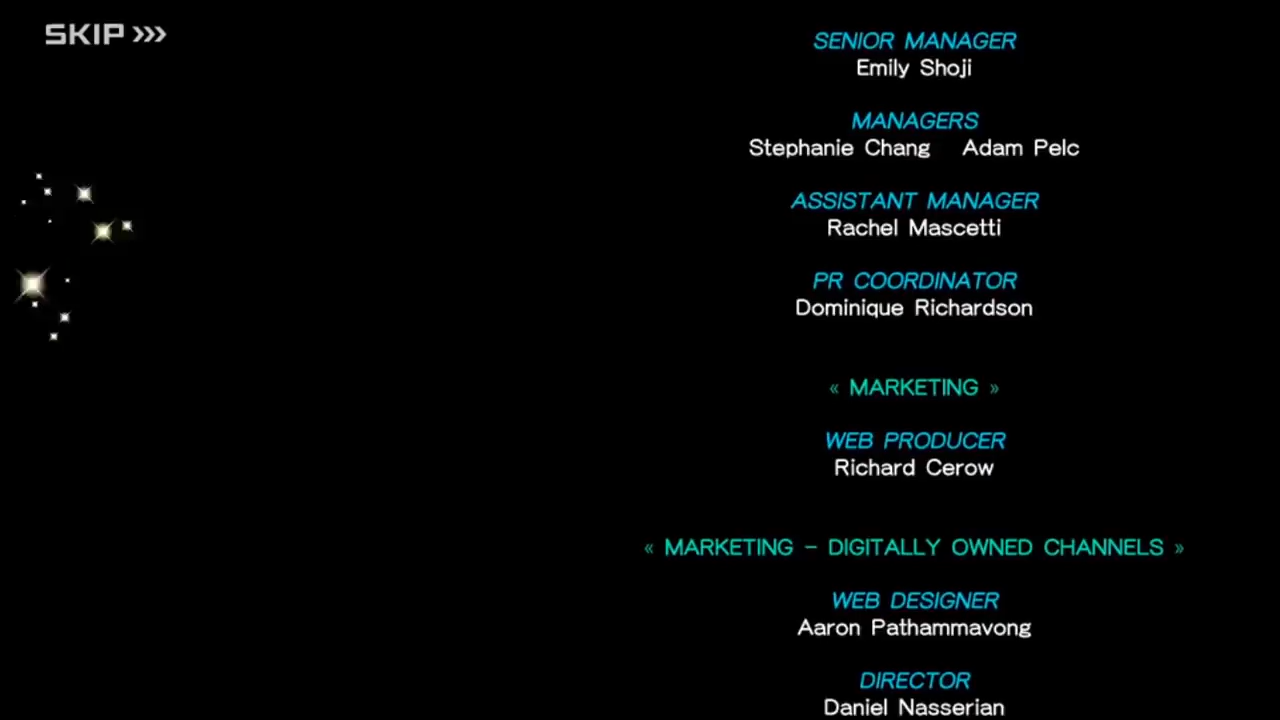 SKIP >>>
SENIOR MANAGER
Emily Shoji
MANAGERS
Stephanie Chang Adam Pelc
ASSISTANT MANAGER
Rachel Mascetti
PR COORDINATOR
Dominique Richardson
« MARKETING »
WEB PRODUCER
Richard Cerow
« MARKETING – DIGITALLY OWNED CHANNELS »
WEB DESIGNER
Aaron Pathammavong
DIRECTOR
Daniel Nasserian